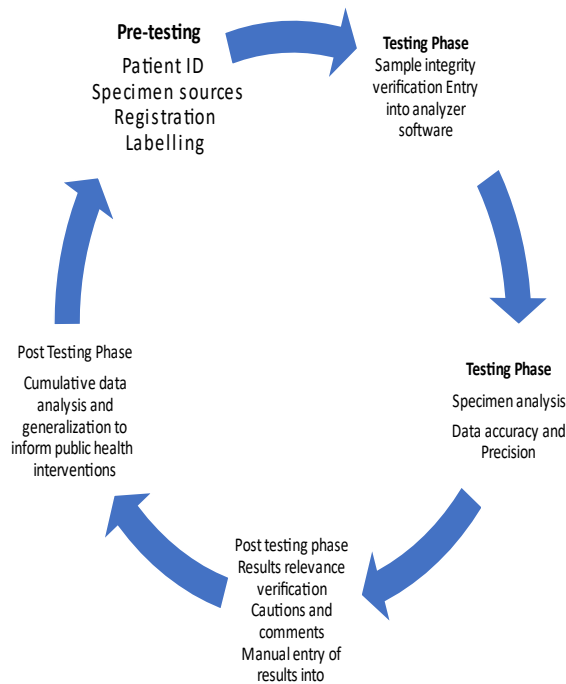 Pre-testing
Patient ID
Specimen sources
Registration
Labelling
Testing Phase
Sample integrity
verification Entry
into analyzer
software
Testing Phase
Specimen analysis
Data accuracy and
Precision
Post testing phase
Results relevance
verification
Cautions and
comments
Manual entry of
results into
Post Testing Phase
Cumulative data
analysis and
generalization to
inform public health
interventions